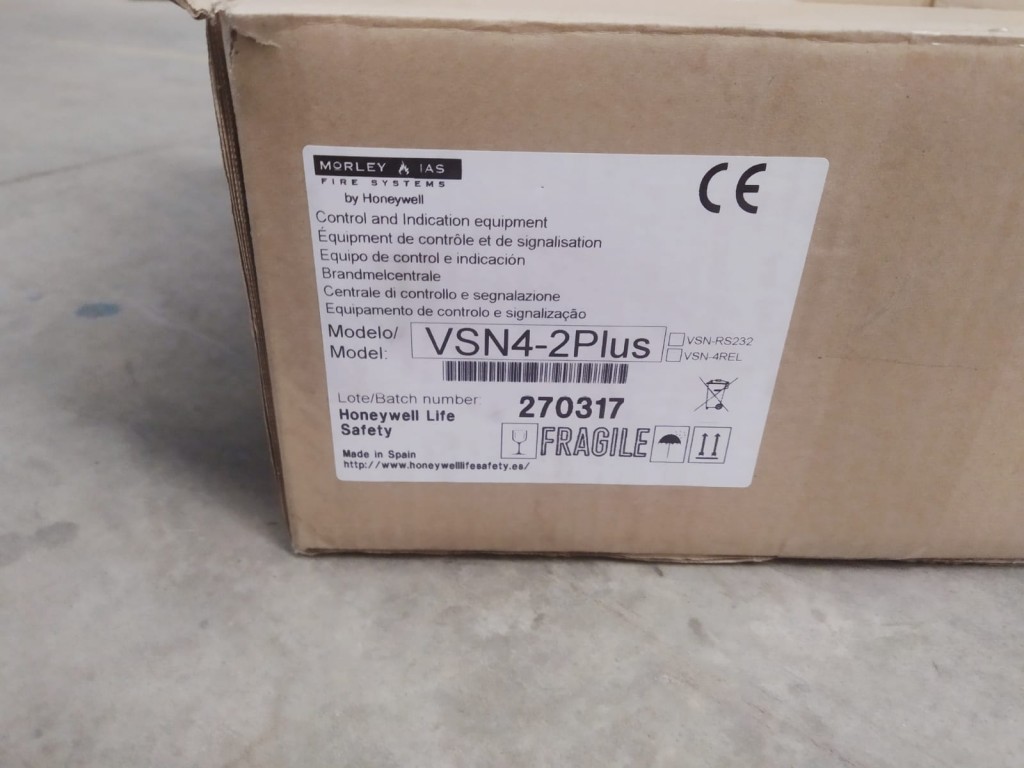 MORLEY IAS
FIRE SYSTEMS
by Honeywell
Control and Indication equipment
Équipment de contrôle et de signalisation
Equipo de control e indicación
Brandmelcentrale
Centrale di controllo e segnalazione
Equipamento de controlo e signalização
Modelo/
Model:
VSN4-2Plus
VSN-RS232
VSN-4REL
Lote/Batch number:
270317
Honeywell Life
Safety
FRAGILE
Made in Spain
http://www.honeywelllifesafety.es/
CE